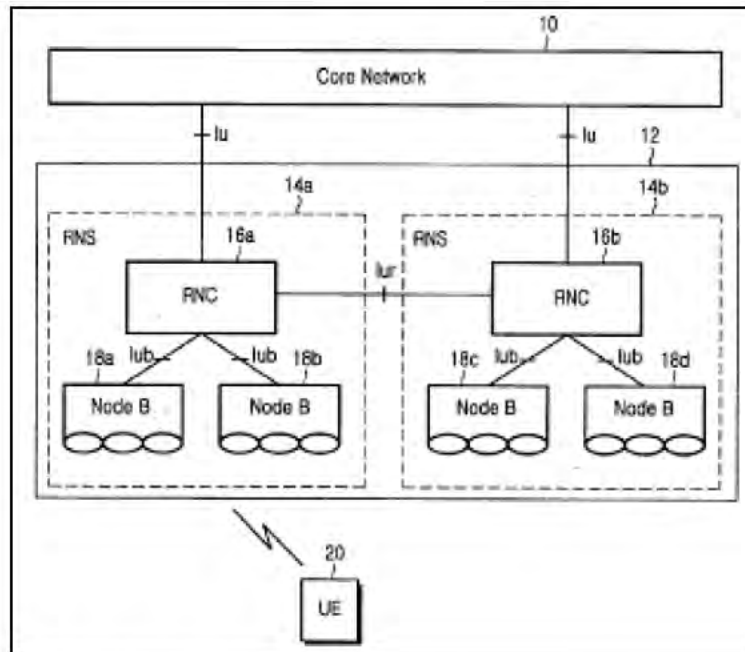 10
Core Network
Iu
Iu
12
14a
14b
RNS
16a
RNS
16b
RNC
Iur
RNC
18a
Iub
Iub
18b
18c
Iub
Iub
18d
Node B
Node B
Node B
Node B
20
UE